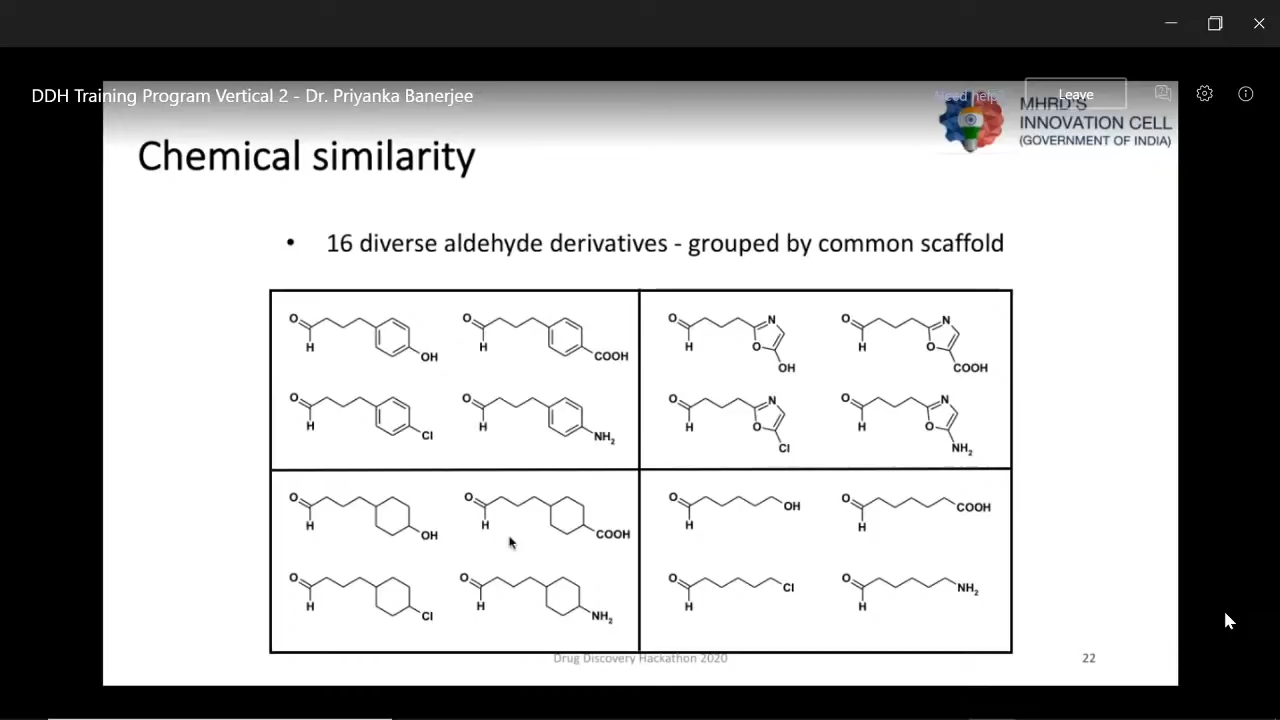 DDH Training Program Vertical 2 - Dr. Priyanka Banerjee
Need help?
Leave
MHRD'S
INNOVATION CELL
(GOVERNMENT OF INDIA)
Chemical similarity
• 16 diverse aldehyde derivatives - grouped by common scaffold
O H OH
O H COOH
O H N O OH
O H N O COOH
O H Cl
O H NH₂
O H N O Cl
O H N O NH₂
O H OH
O H COOH
O H OH
O H COOH
O H Cl
O H NH₂
O H Cl
O H NH₂
Drug Discovery Hackathon 2020
22